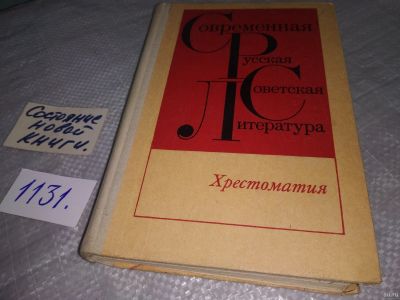 Современная
Русская
Советская
Литература
Хрестоматия
Состояние
новой
книги.
1131.